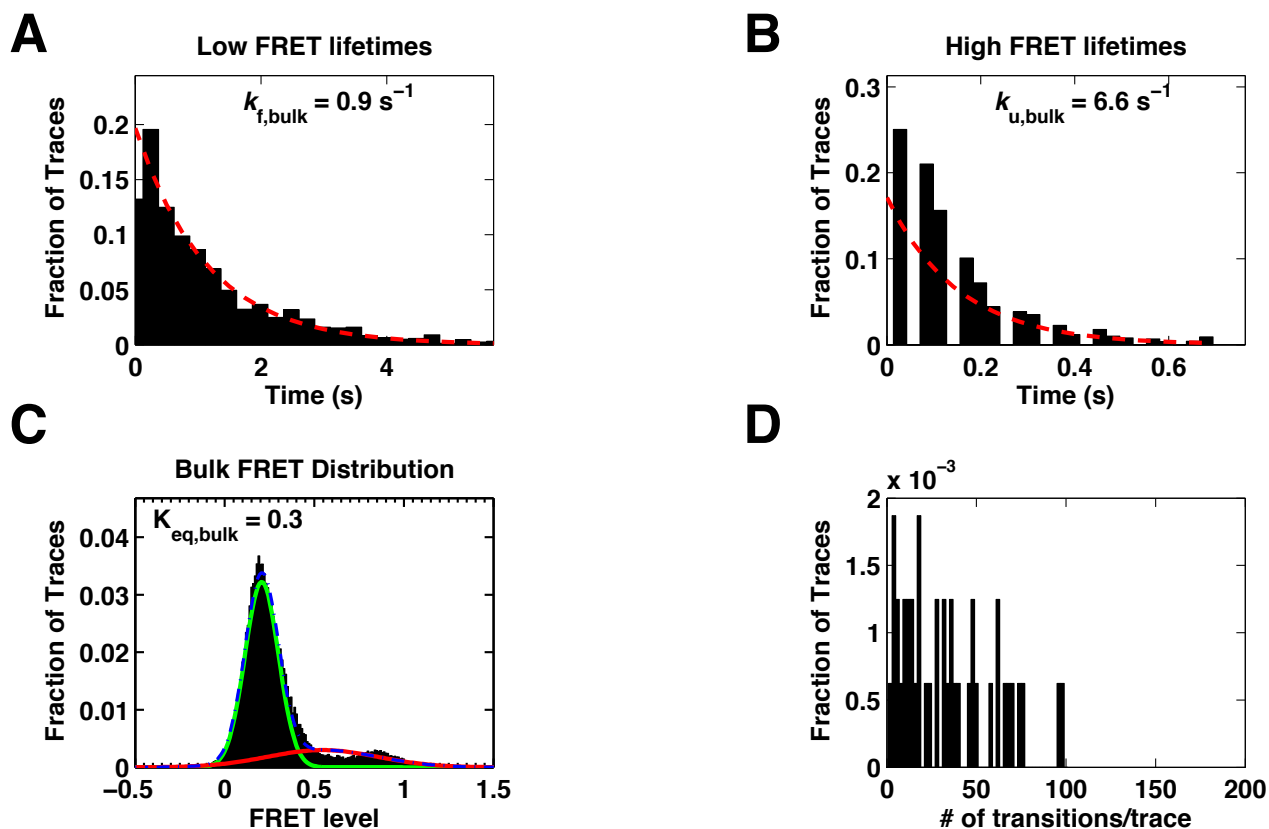 A
Low FRET lifetimes
kf,bulk = 0.9 s−1
Fraction of Traces
0.2
0.15
0.1
0.05
0
0 2 4
Time (s)
B
High FRET lifetimes
ku,bulk = 6.6 s−1
Fraction of Traces
0.3
0.2
0.1
0
0 0.2 0.4 0.6
Time (s)
C
Bulk FRET Distribution
Keq,bulk = 0.3
Fraction of Traces
0.04
0.03
0.02
0.01
0
−0.5 0 0.5 1 1.5
FRET level
D
x 10−3
Fraction of Traces
2
1.5
1
0.5
0
0 50 100 150 200
# of transitions/trace